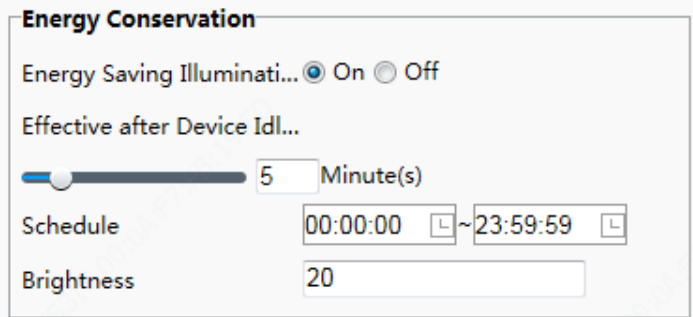 Energy Conservation
Energy Saving Illuminati... On Off
Effective after Device Idl...
5 Minute(s)
Schedule 00:00:00 ~ 23:59:59
Brightness 20